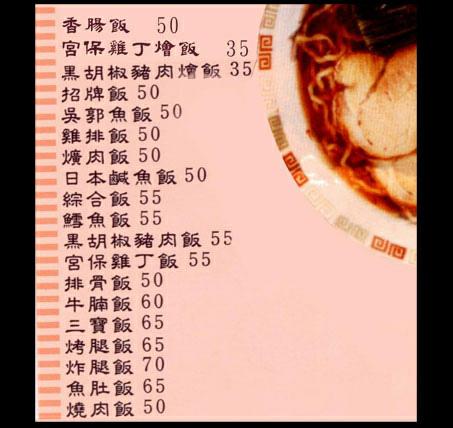 香腸飯 50
宮保雞丁燴飯 35
黑胡椒豬肉燴飯 35
招牌飯 50
吳郭魚飯 50
雞排飯 50
爌肉飯 50
日本鹹魚飯 50
綜合飯 55
鱈魚飯 55
黑胡椒豬肉飯 55
宮保雞丁飯 55
排骨飯 50
牛腩飯 60
三寶飯 65
烤腿飯 65
炸腿飯 70
魚肚飯 65
燒肉飯 50